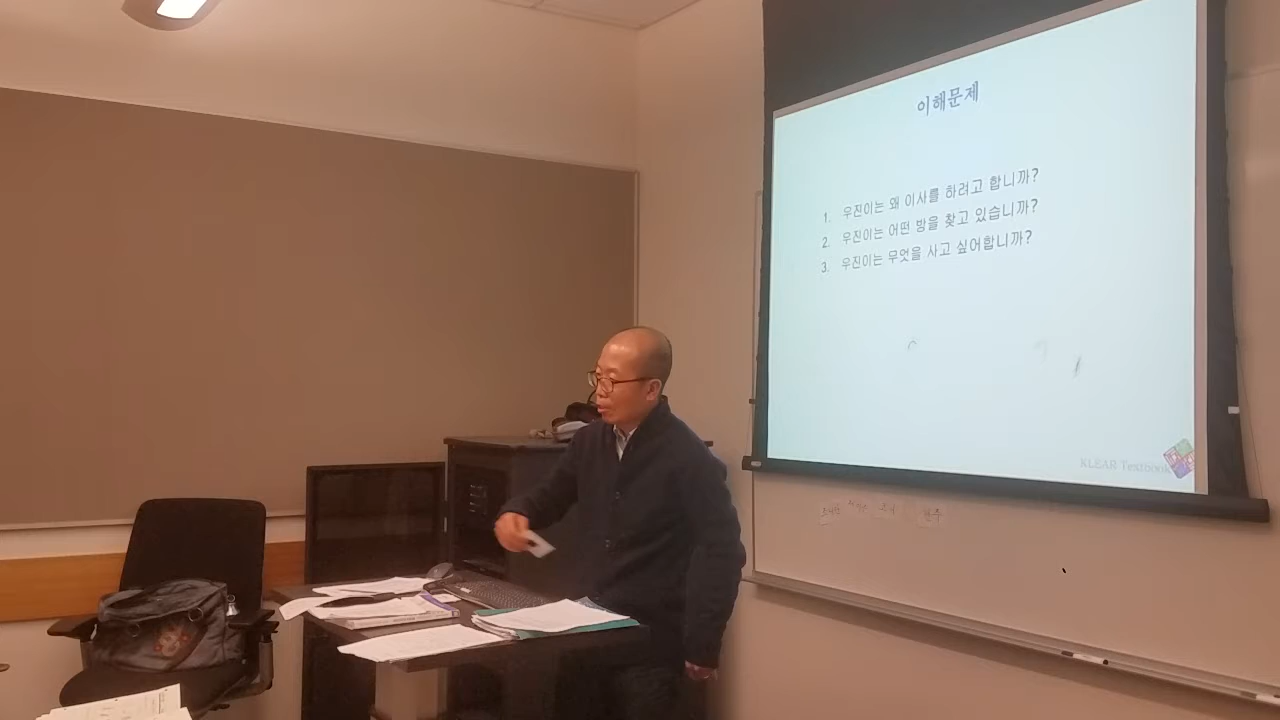 이해문제
1. 우진이는 왜 이사를 하려고 합니까?
2. 우진이는 어떤 방을 찾고 있습니까?
3. 우진이는 무엇을 사고 싶어합니까?
KLEAR Textbook